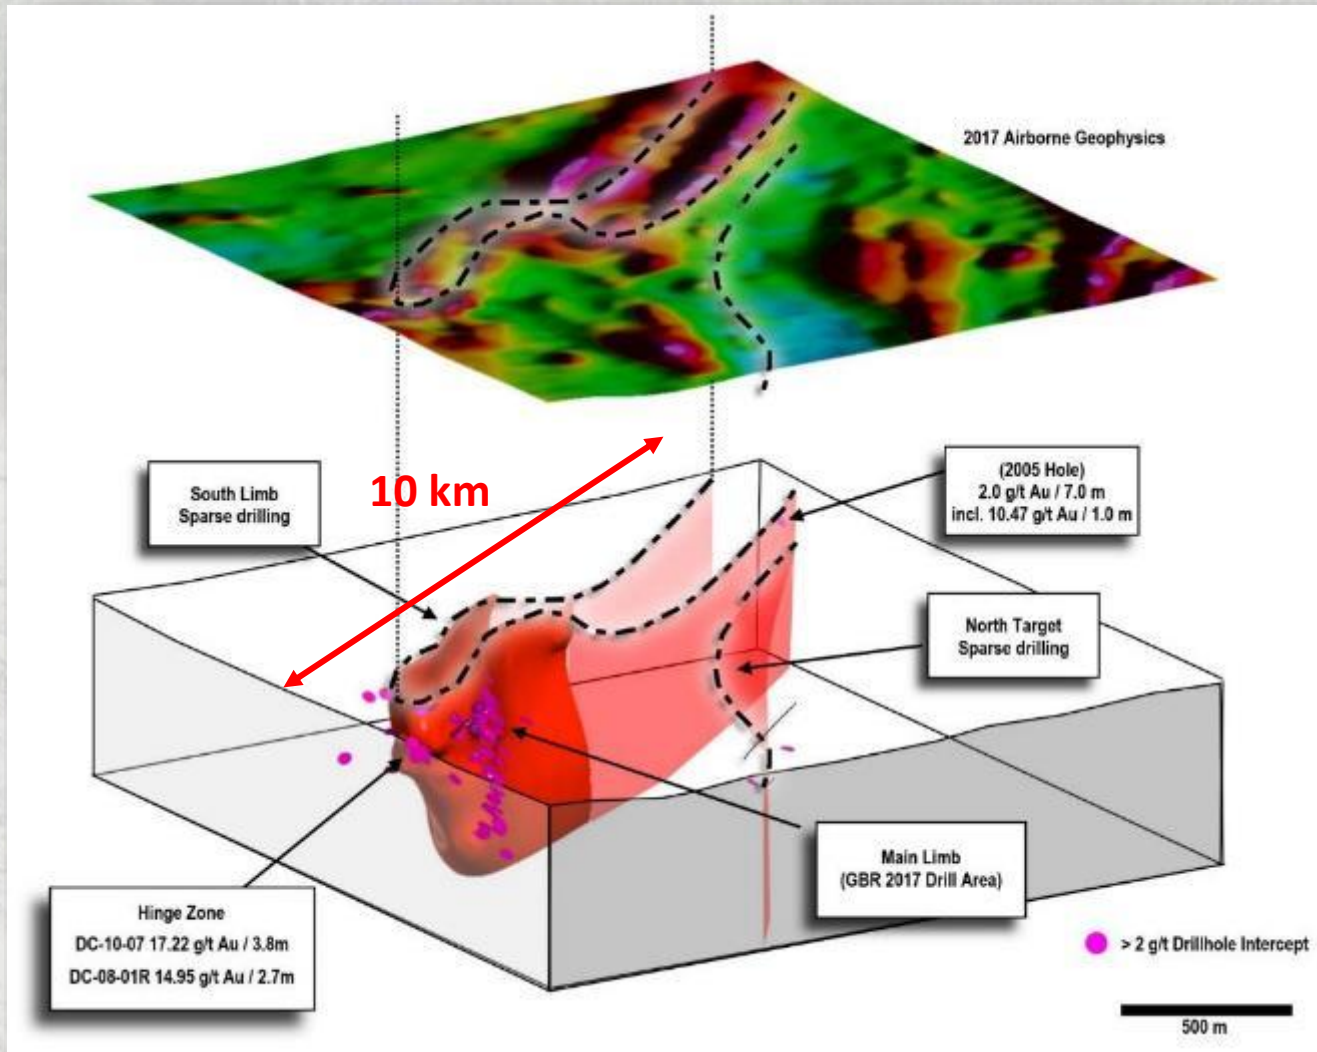 2017 Airborne Geophysics
10 km
South Limb
Sparse drilling
(2005 Hole)
2.0 g/t Au / 7.0 m
incl. 10.47 g/t Au / 1.0 m
North Target
Sparse drilling
Main Limb
(GBR 2017 Drill Area)
Hinge Zone
DC-10-07 17.22 g/t Au / 3.8m
DC-08-01R 14.95 g/t Au / 2.7m
> 2 g/t Drillhole Intercept
500 m